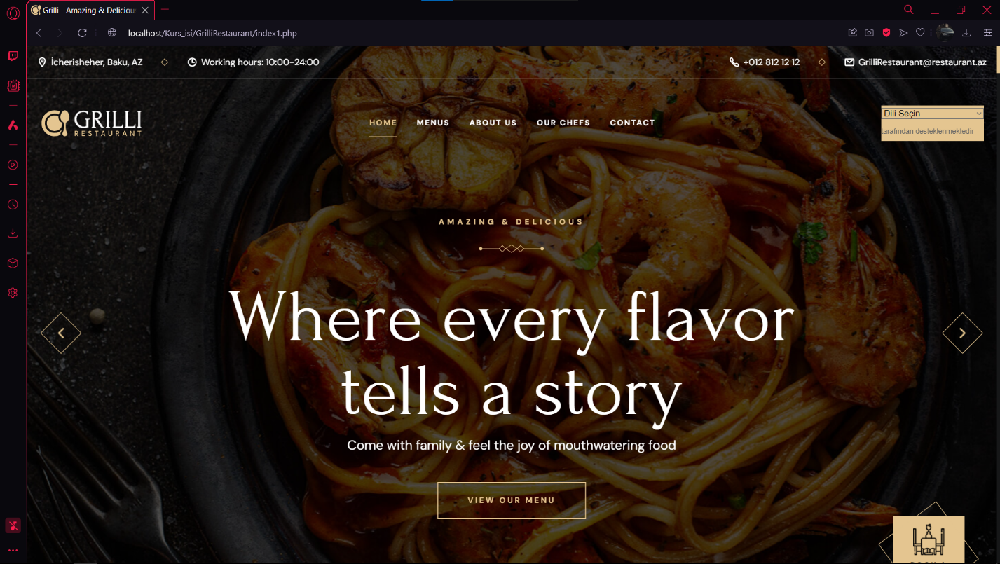 Grilli - Amazing & Delicious
localhost/Kurs_isi/GrilliRestaurant/index1.php
İcherisheher, Baku, AZ
Working hours: 10:00-24:00
+012 812 12 12
GrilliRestaurant@restaurant.az
GRILLI
RESTAURANT
HOME
MENUS
ABOUT US
OUR CHEFS
CONTACT
Dili Seçin
tarafından desteklenmektedir
AMAZING & DELICIOUS
Where every flavor
tells a story
Come with family & feel the joy of mouthwatering food
VIEW OUR MENU